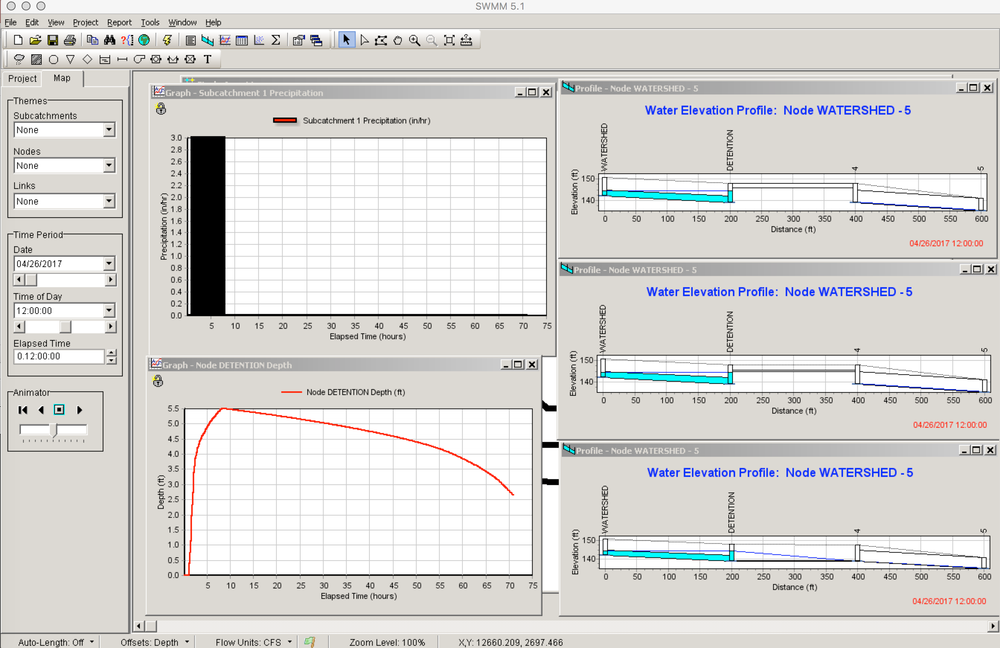 SWMM 5.1
File Edit View Project Report Tools Window Help
T
Project Map
Themes
Subcatchments
None
Nodes
None
Links
None
Time Period
Date
04/26/2017
Time of Day
12:00:00
Elapsed Time
0.12:00:00
Animator
Graph - Subcatchment 1 Precipitation
Subcatchment 1 Precipitation (in/hr)
Precipitation (in/hr)
3.0
2.8
2.6
2.4
2.2
2.0
1.8
1.6
1.4
1.2
1.0
0.8
0.6
0.4
0.2
0.0
5 10 15 20 25 30 35 40 45 50 55 60 65 70 75
Elapsed Time (hours)
Graph - Node DETENTION Depth
Node DETENTION Depth (ft)
Depth (ft)
5.5
5.0
4.5
4.0
3.5
3.0
2.5
2.0
1.5
1.0
0.5
0.0
5 10 15 20 25 30 35 40 45 50 55 60 65 70 75
Elapsed Time (hours)
Profile - Node WATERSHED - 5
Water Elevation Profile: Node WATERSHED - 5
WATERSHED
DETENTION
4
5
Elevation (ft)
150
140
0 50 100 150 200 250 300 350 400 450 500 550 600
Distance (ft)
04/26/2017 12:00:00
Profile - Node WATERSHED - 5
Water Elevation Profile: Node WATERSHED - 5
WATERSHED
DETENTION
4
5
Elevation (ft)
150
140
0 50 100 150 200 250 300 350 400 450 500 550 600
Distance (ft)
04/26/2017 12:00:00
Profile - Node WATERSHED - 5
Water Elevation Profile: Node WATERSHED - 5
WATERSHED
DETENTION
4
5
Elevation (ft)
150
140
0 50 100 150 200 250 300 350 400 450 500 550 600
Distance (ft)
04/26/2017 12:00:00
Auto-Length: Off Offsets: Depth Flow Units: CFS Zoom Level: 100% X,Y: 12660.209, 2697.466